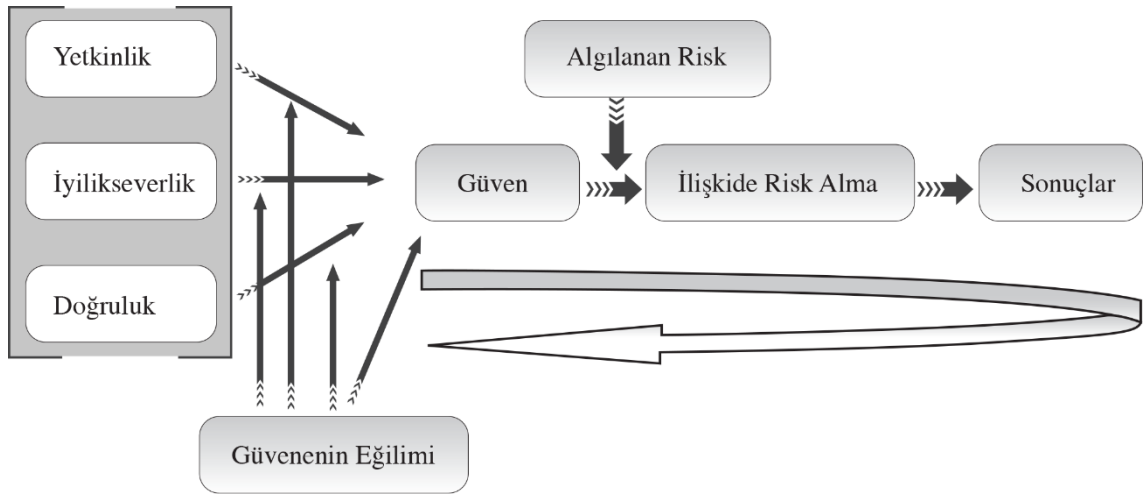 Yetkinlik
İyilikseverlik
Doğruluk
Algılanan Risk
Güven
İlişkide Risk Alma
Sonuçlar
Güvenenin Eğilimi